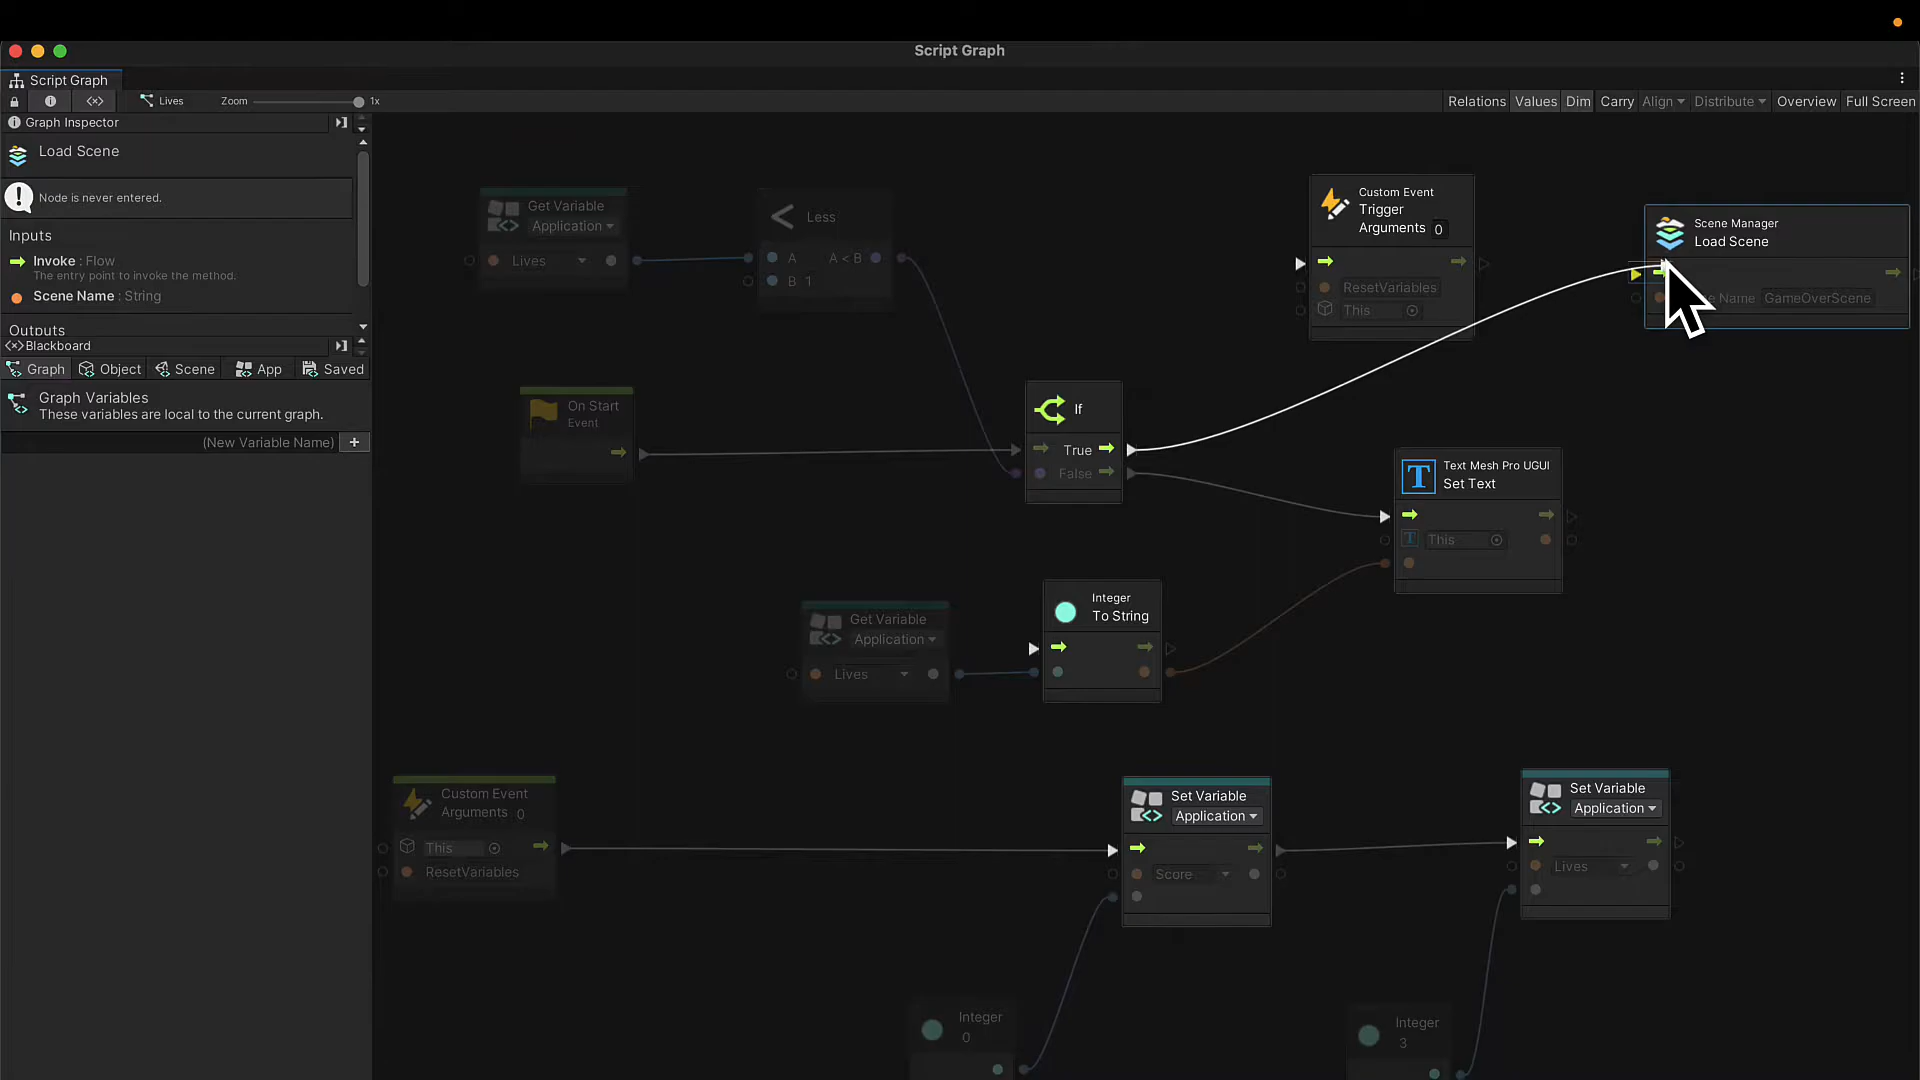 Script Graph
Script Graph
Lives
Zoom
1x
Relations
Values
Dim
Carry
Align
Distribute
Overview
Full Screen
Graph Inspector
Load Scene
Node is never entered.
Inputs
Invoke : Flow
The entry point to invoke the method.
Scene Name : String
Outputs
Blackboard
Graph
Object
Scene
App
Saved
Graph Variables
These variables are local to the current graph.
(New Variable Name)
Get Variable
Application
Lives
Less
A
A < B
B 1
Custom Event
Trigger
Arguments 0
ResetVariables
This
Scene Manager
Load Scene
Name GameOverScene
On Start
Event
If
True
False
Text Mesh Pro UGUI
Set Text
This
Get Variable
Application
Lives
Integer
To String
Custom Event
Arguments 0
This
ResetVariables
Set Variable
Application
Score
Set Variable
Application
Lives
Integer
0
Integer
3